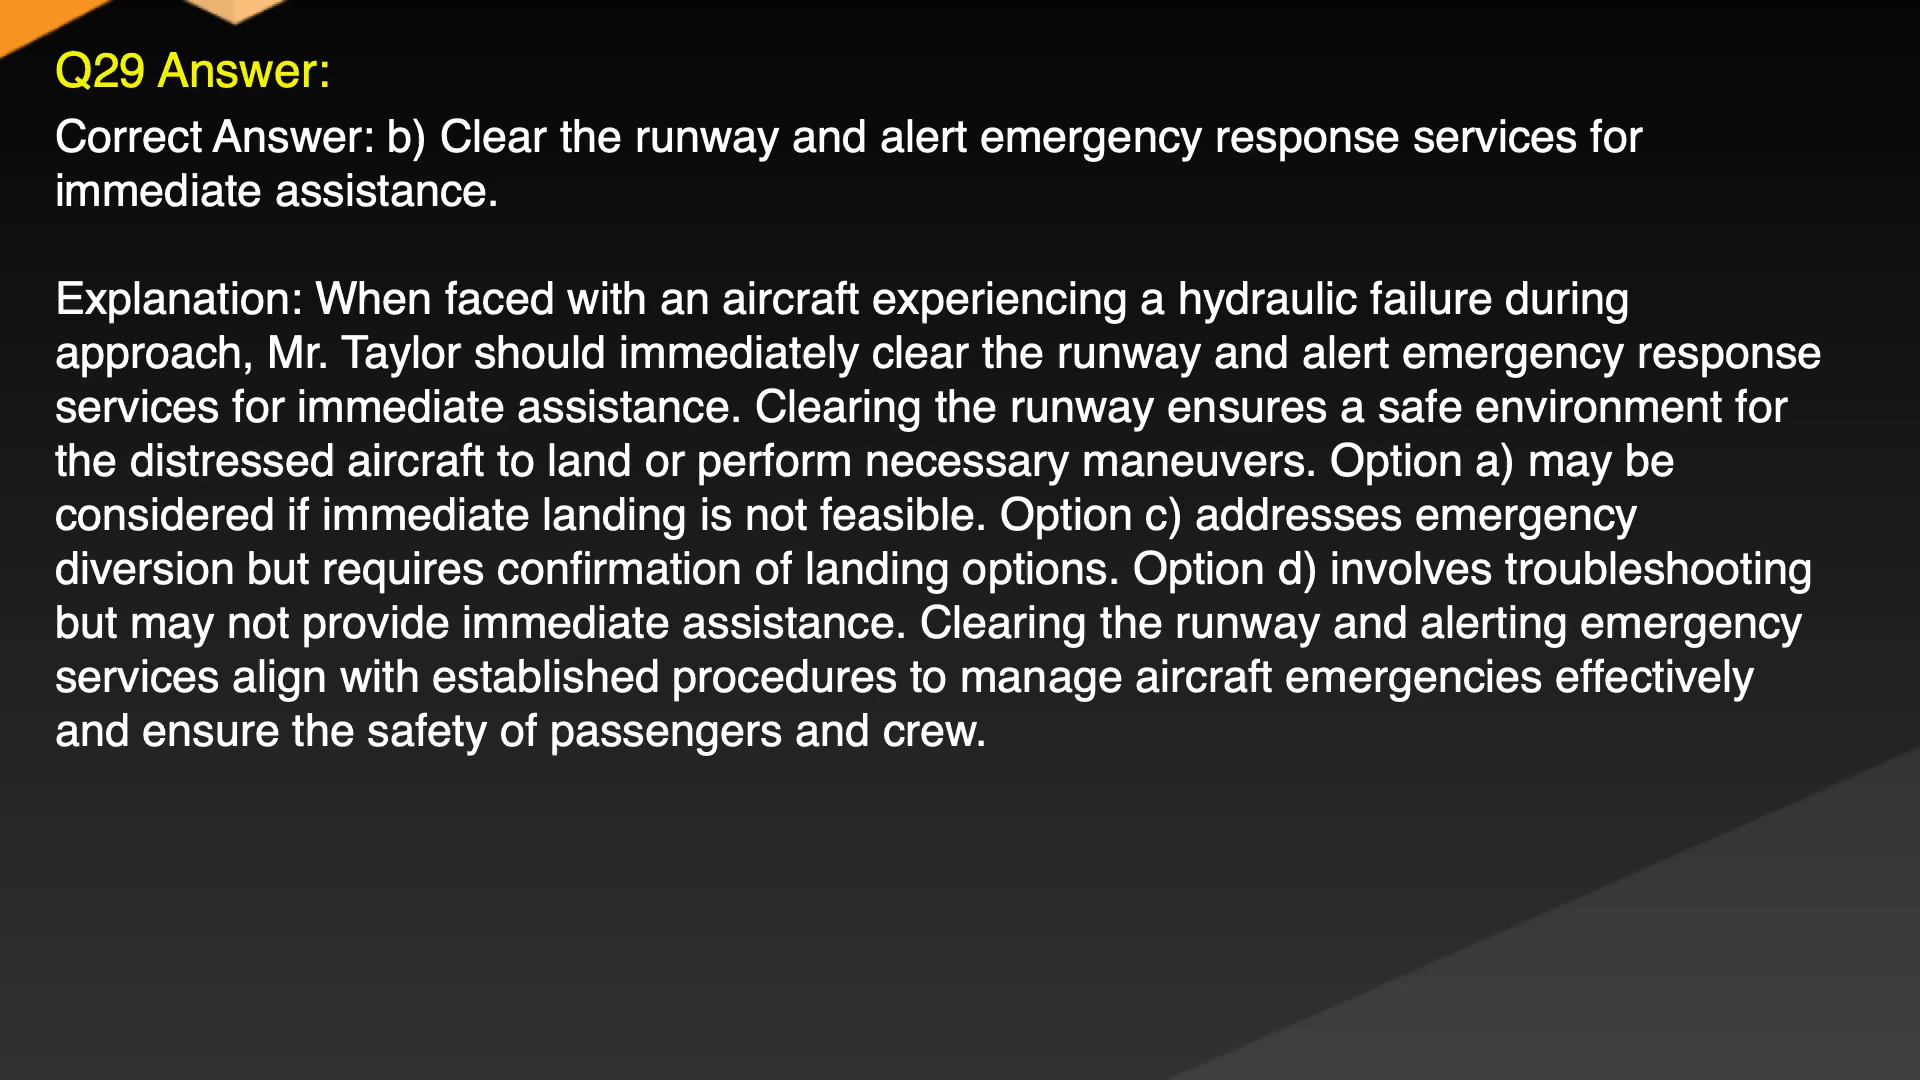 Q29 Answer:
Correct Answer: b) Clear the runway and alert emergency response services for
immediate assistance.
Explanation: When faced with an aircraft experiencing a hydraulic failure during
approach, Mr. Taylor should immediately clear the runway and alert emergency response
services for immediate assistance. Clearing the runway ensures a safe environment for
the distressed aircraft to land or perform necessary maneuvers. Option a) may be
considered if immediate landing is not feasible. Option c) addresses emergency
diversion but requires confirmation of landing options. Option d) involves troubleshooting
but may not provide immediate assistance. Clearing the runway and alerting emergency
services align with established procedures to manage aircraft emergencies effectively
and ensure the safety of passengers and crew.